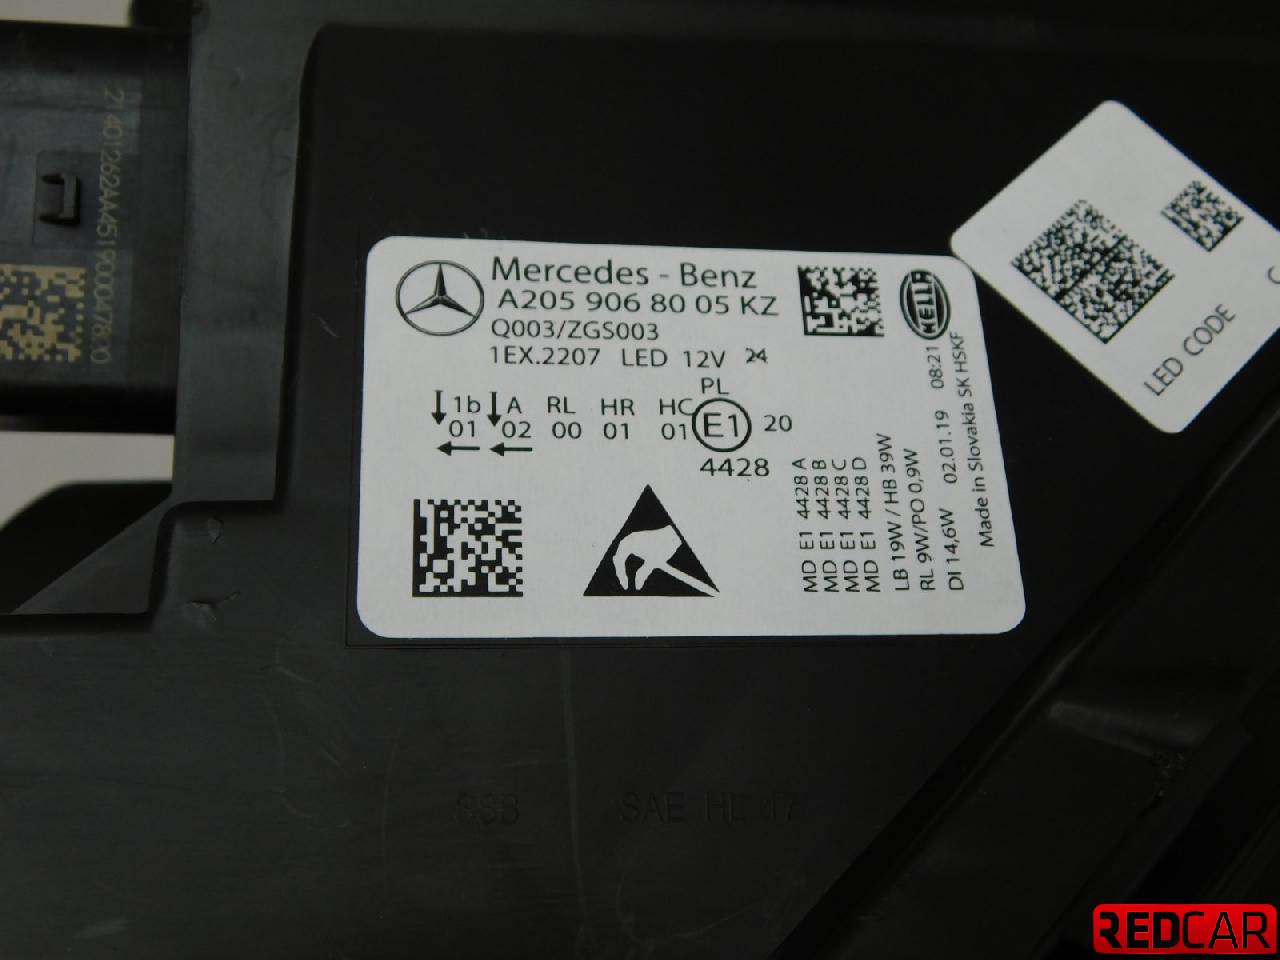 21401262AA4519000478J0
Mercedes - Benz
A205 906 80 05 KZ
Q003/ZGS003
1EX.2207 LED 12V 24
PL
1b A RL HR HC
01 02 00 01 01 E1 20
4428
MD E1 4428 A
MD E1 4428 B
MD E1 4428 C
MD E1 4428 D
LB 19W / HB 39W
RL 9W/PO 0,9W
DI 14,6W 02.01.19 08:21
Made in Slovakia SK HSKF
HELLA
LED CODE
C
SSB SAE HL 17
REDCAR